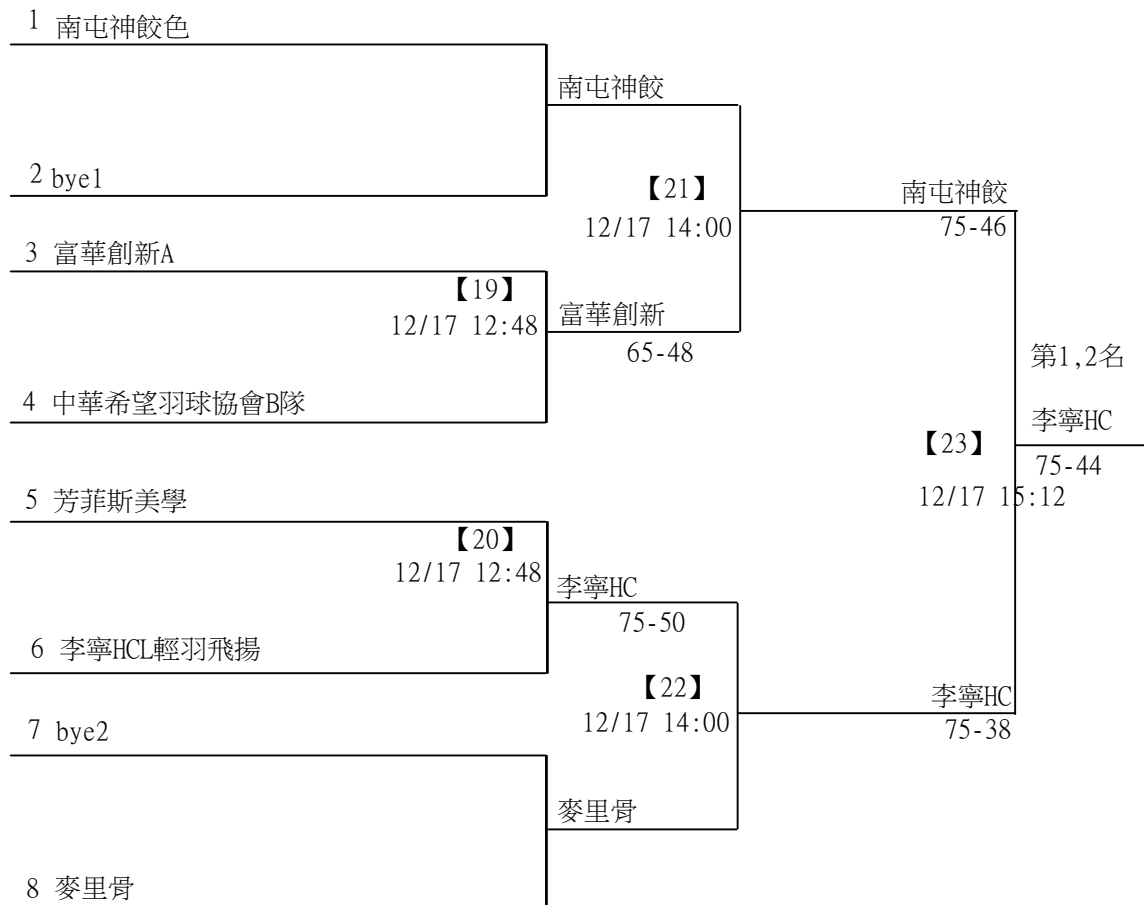 1 南屯神餃色
南屯神餃
2 bye1
【21】
南屯神餃
12/17 14:00
75-46
3 富華創新A
【19】
12/17 12:48
富華創新
65-48
第1,2名
4 中華希望羽球協會B隊
李寧HC
【23】
75-44
12/17 15:12
5 芳菲斯美學
【20】
12/17 12:48
李寧HC
75-50
6 李寧HCL輕羽飛揚
【22】
李寧HC
12/17 14:00
75-38
7 bye2
麥里骨
8 麥里骨